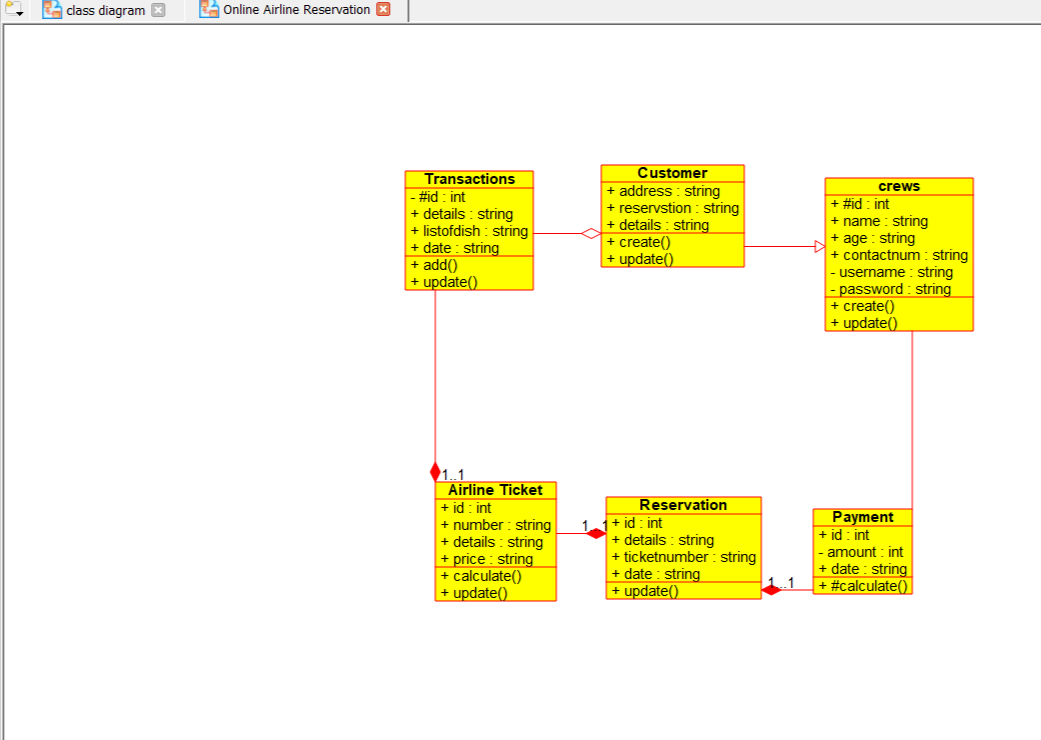 class diagram
Online Airline Reservation
Transactions
- #id : int
+ details : string
+ listofdish : string
+ date : string
+ add()
+ update()
Customer
+ address : string
+ reservstion : string
+ details : string
+ create()
+ update()
crews
+ #id : int
+ name : string
+ age : string
+ contactnum : string
- username : string
- password : string
+ create()
+ update()
1..1
Airline Ticket
+ id : int
+ number : string
+ details : string
+ price : string
+ calculate()
+ update()
1..1
Reservation
+ id : int
+ details : string
+ ticketnumber : string
+ date : string
+ update()
1..1
Payment
+ id : int
- amount : int
+ date : string
+ #calculate()